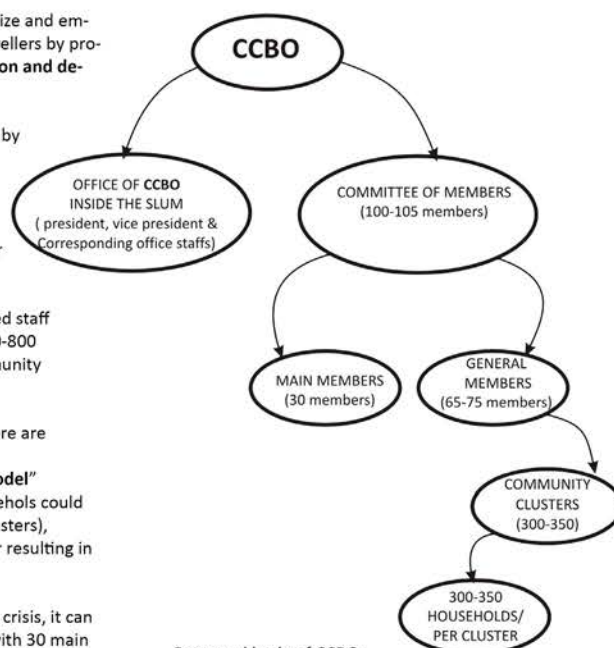 ize and em-
ellers by pro-
on and de-
by
ed staff
0-800
unity
re are
odel"
ehols could
sters),
r resulting in
crisis, it can
with 30 main
CCBO
OFFICE OF CCBO
INSIDE THE SLUM
( president, vice president &
Corresponding office staffs)
COMMITTEE OF MEMBERS
(100-105 members)
MAIN MEMBERS
(30 members)
GENERAL
MEMBERS
(65-75 members)
COMMUNITY
CLUSTERS
(300-350)
300-350
HOUSEHOLDS/
PER CLUSTER